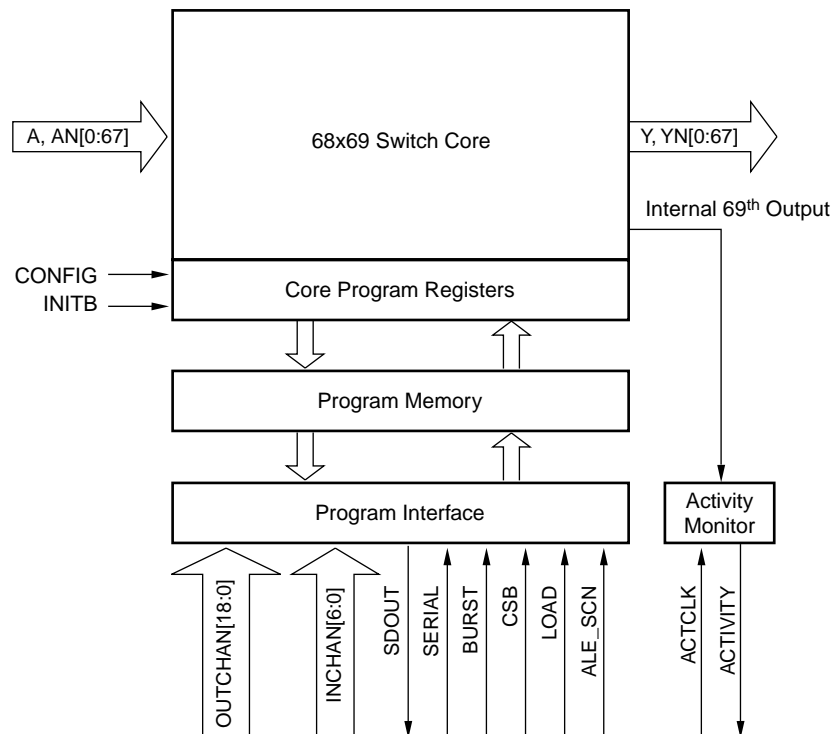 68x69 Switch Core
A, AN[0:67]
Y, YN[0:67]
Internal 69th Output
CONFIG
INITB
Core Program Registers
Program Memory
Program Interface
Activity
Monitor
OUTCHAN[18:0]
INCHAN[6:0]
SDOUT
SERIAL
BURST
CSB
LOAD
ALE_SCN
ACTCLK
ACTIVITY